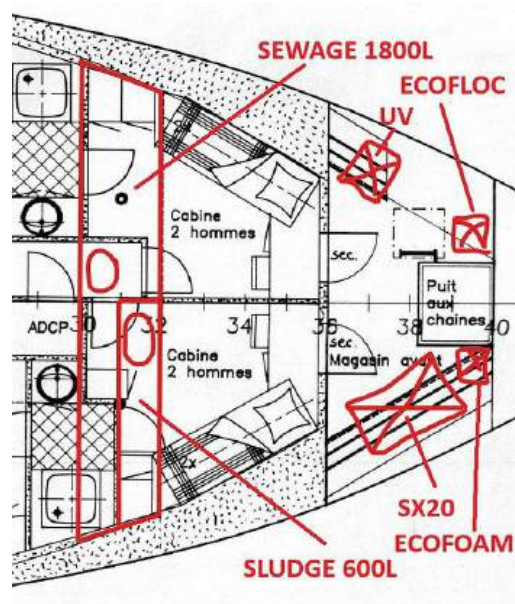 SEWAGE 1800L
ECOFLOC
UV
Cabine
2 hommes
sec.
Puit
aux
chaines
ADCP
30
32
34
36
38
40
sec.
Magasin avant
Cabine
2 hommes
2x
SX20
ECOFOAM
SLUDGE 600L